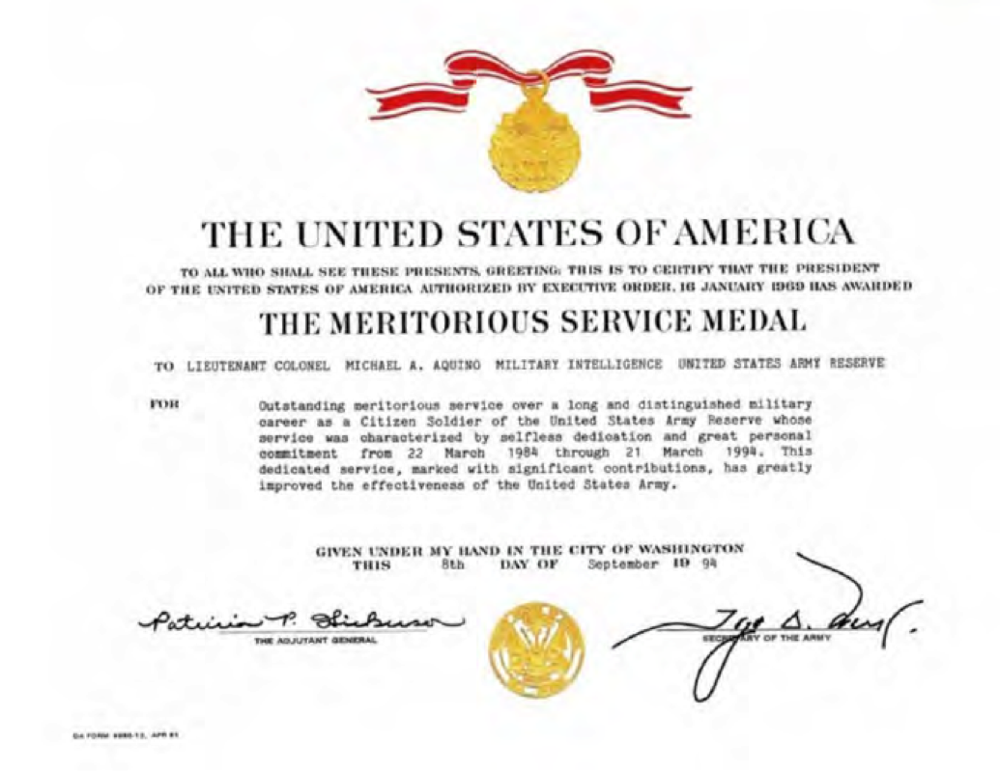 THE UNITED STATES OF AMERICA
TO ALL WHO SHALL SEE THESE PRESENTS, GREETING: THIS IS TO CERTIFY THAT THE PRESIDENT
OF THE UNITED STATES OF AMERICA AUTHORIZED BY EXECUTIVE ORDER, 16 JANUARY 1969 HAS AWARDED
THE MERITORIOUS SERVICE MEDAL
TO LIEUTENANT COLONEL MICHAEL A. AQUINO MILITARY INTELLIGENCE UNITED STATES ARMY RESERVE
FOR Outstanding meritorious service over a long and distinguished military
career as a Citizen Soldier of the United States Army Reserve whose
service was characterized by selfless dedication and great personal
commitment from 22 March 1984 through 21 March 1994. This
dedicated service, marked with significant contributions, has greatly
improved the effectiveness of the United States Army.
GIVEN UNDER MY HAND IN THE CITY OF WASHINGTON
THIS 8th DAY OF September 19 94
Patricia P. Hickerson
THE ADJUTANT GENERAL
SECRETARY OF THE ARMY
DA FORM APR 81